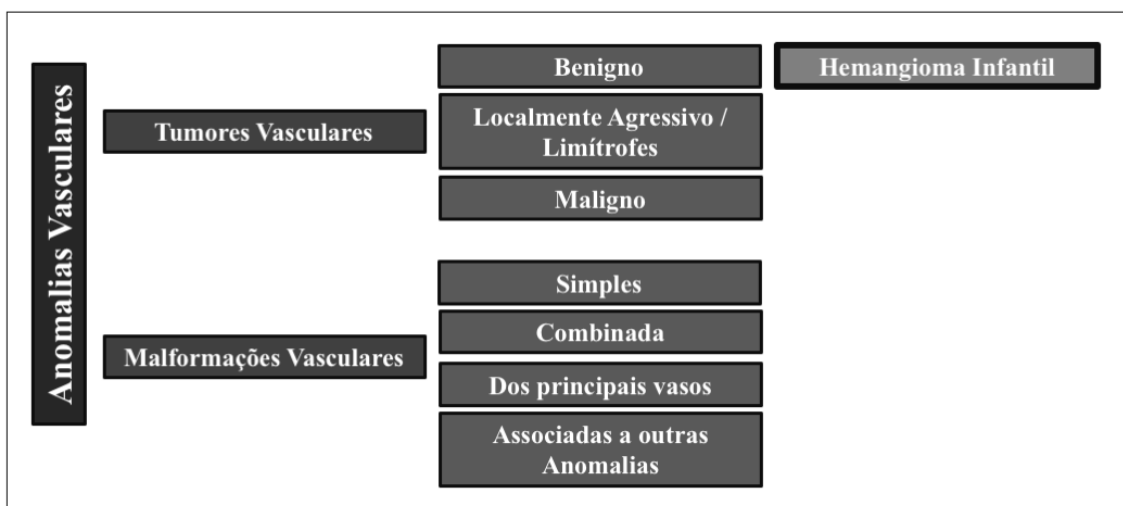 Anomalias Vasculares
Tumores Vasculares
Benigno
Hemangioma Infantil
Localmente Agressivo /
Limítrofes
Maligno
Malformações Vasculares
Simples
Combinada
Dos principais vasos
Associadas a outras
Anomalias